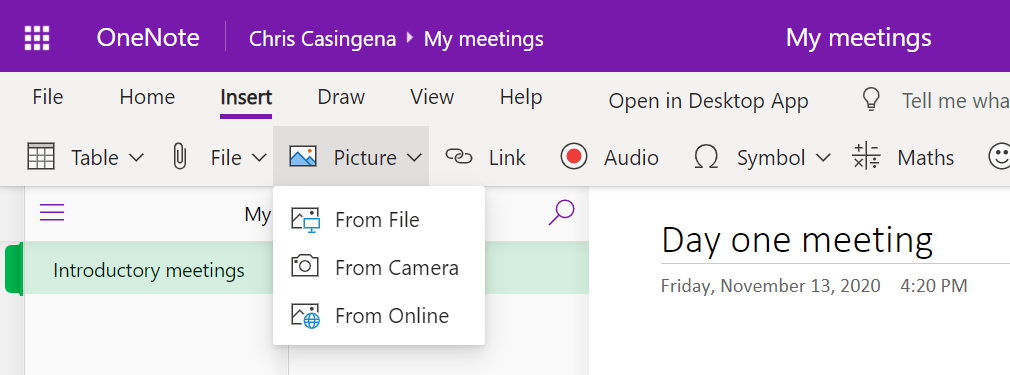 OneNote Chris Casingena My meetings My meetings
File Home Insert Draw View Help Open in Desktop App Tell me wha
Table File Picture Link Audio Symbol Maths
My
From File
From Camera
From Online
Introductory meetings
Day one meeting
Friday, November 13, 2020 4:20 PM